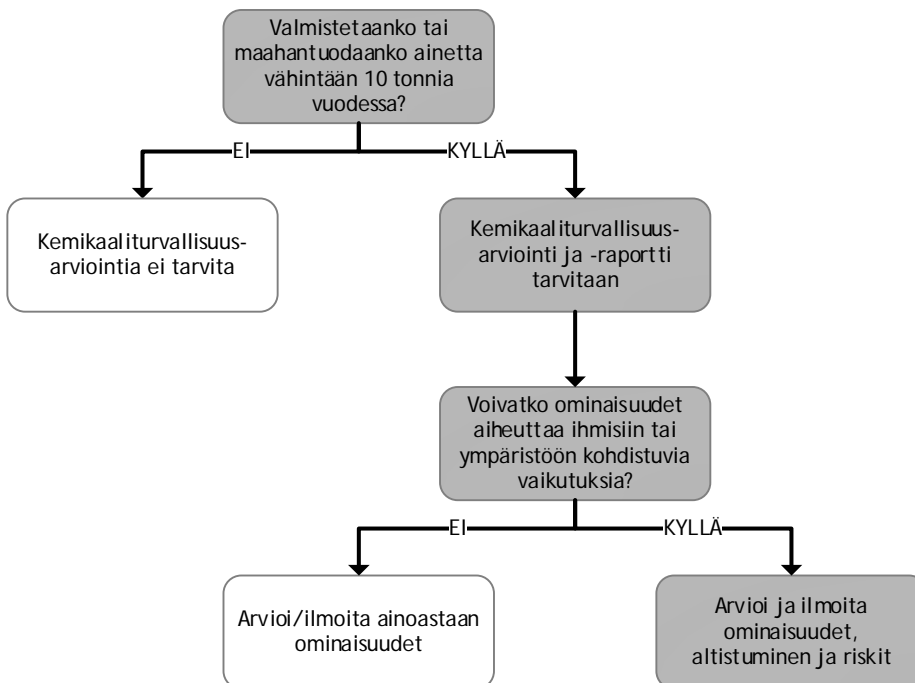 Valmistetaanko tai
maahantuodaanko ainetta
vähintään 10 tonnia
vuodessa?
EI
KYLLÄ
Kemikaaliturvallisuus-
arviointia ei tarvita
Kemikaaliturvallisuus-
arviointi ja -raportti
tarvitaan
Voivatko ominaisuudet
aiheuttaa ihmisiin tai
ympäristöön kohdistuvia
vaikutuksia?
EI
KYLLÄ
Arvioi/ilmoita ainoastaan
ominaisuudet
Arvioi ja ilmoita
ominaisuudet,
altistuminen ja riskit